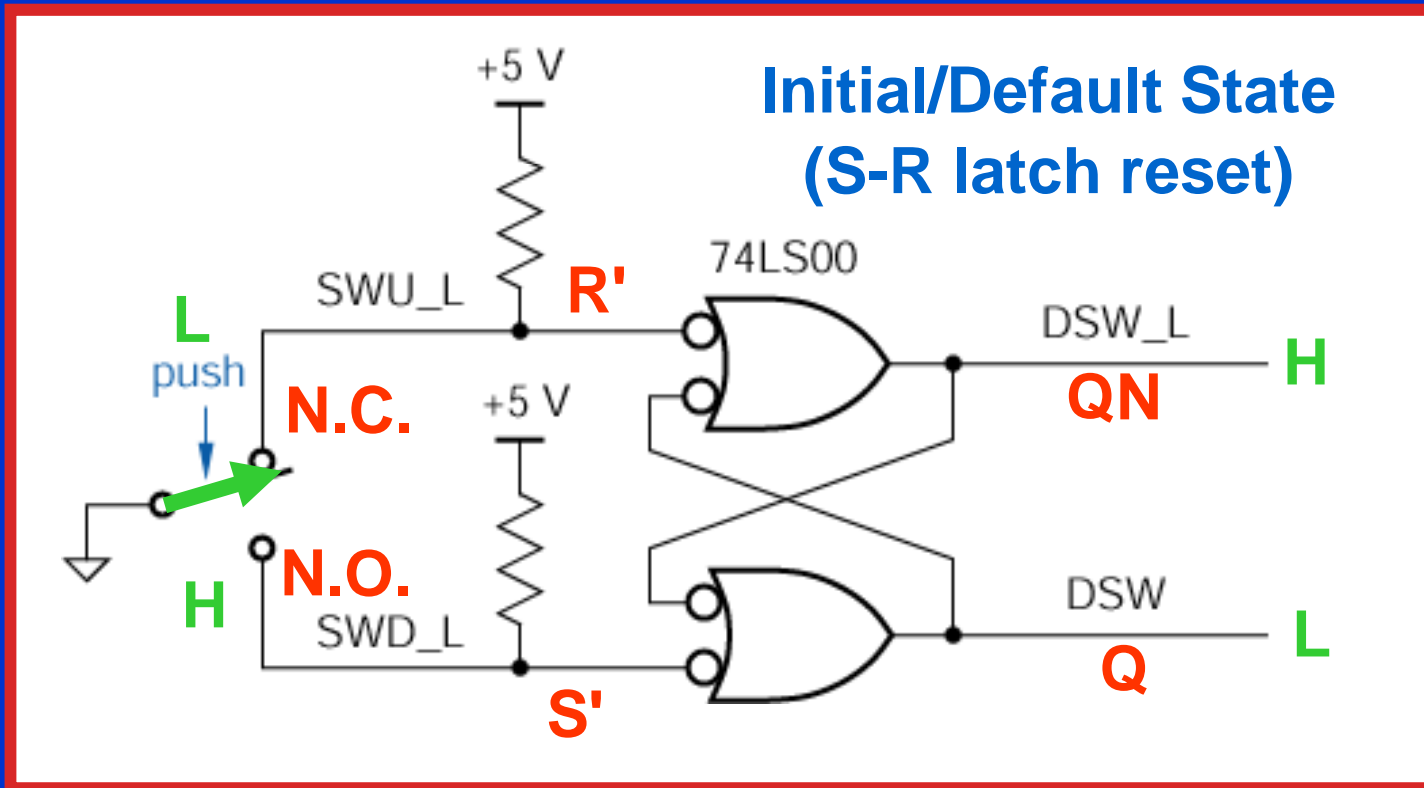 +5 V
Initial/Default State
(S-R latch reset)
74LS00
SWU_L
R'
L
push
DSW_L
H
QN
N.C.
+5 V
N.O.
H
SWD_L
DSW
L
Q
S'